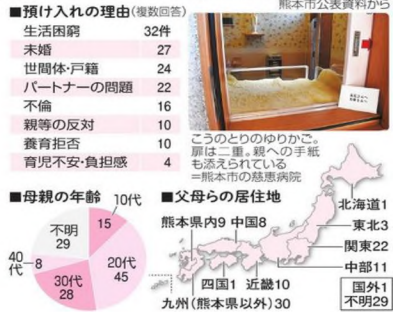 熊本市公表資料から
■預け入れの理由(複数回答)
生活困窮 32件
未婚 27
世間体・戸籍 24
パートナーの問題 22
不倫 16
親等の反対 10
養育拒否 10
育児不安・負担感 4
こうのとりのゆりかご。
扉は二重。親への手紙
も添えられている
=熊本市の慈恵病院
■母親の年齢
10代
15
20代
45
30代
28
40代
8
不明
29
■父母らの居住地
北海道1
東北3
関東22
中部11
熊本県内9 中国8
四国1 近畿10
九州(熊本県以外)30
国外1
不明29